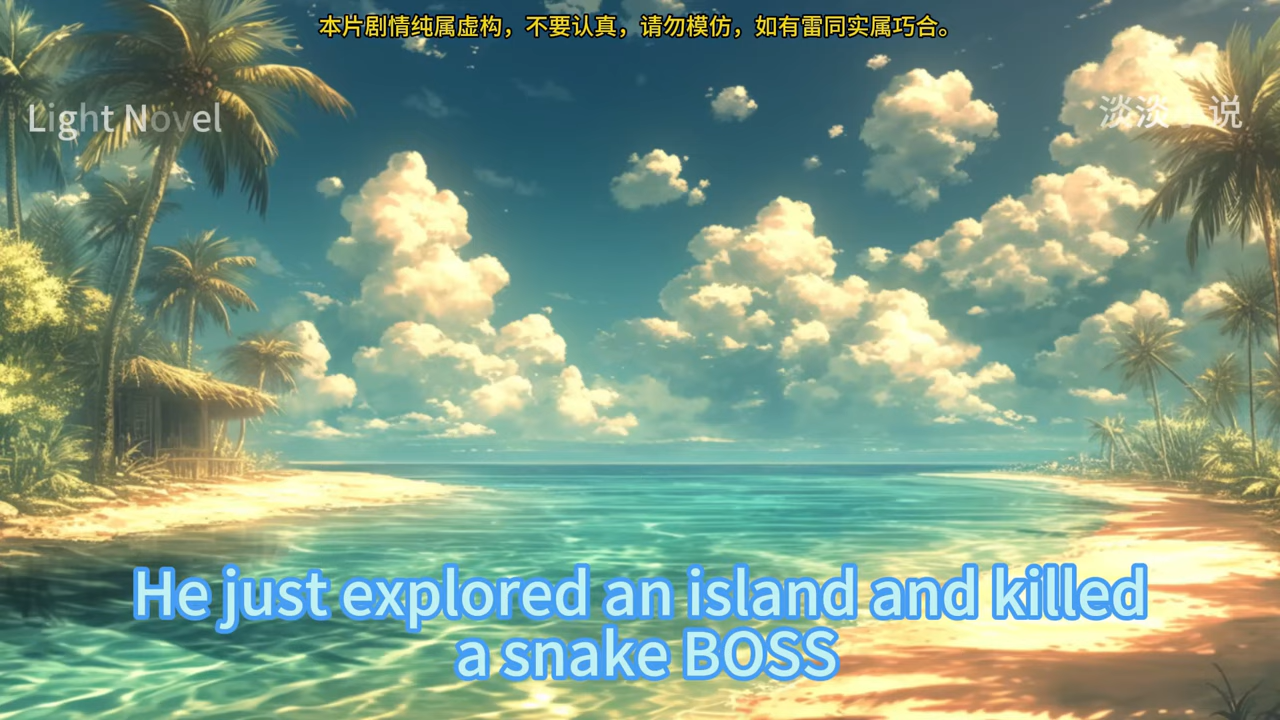 本片剧情纯属虚构，不要认真，请勿模仿，如有雷同实属巧合。
Light Novel
淡淡小说
He just explored an island and killed
a snake BOSS